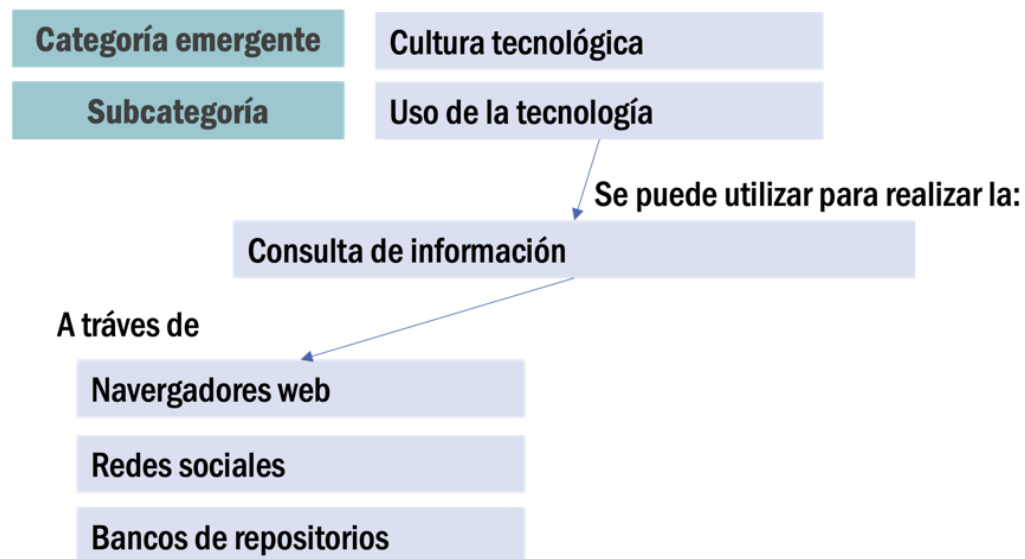 Categoría emergente
Cultura tecnológica
Subcategoría
Uso de la tecnología
Se puede utilizar para realizar la:
Consulta de información
A tráves de
Navergadores web
Redes sociales
Bancos de repositorios